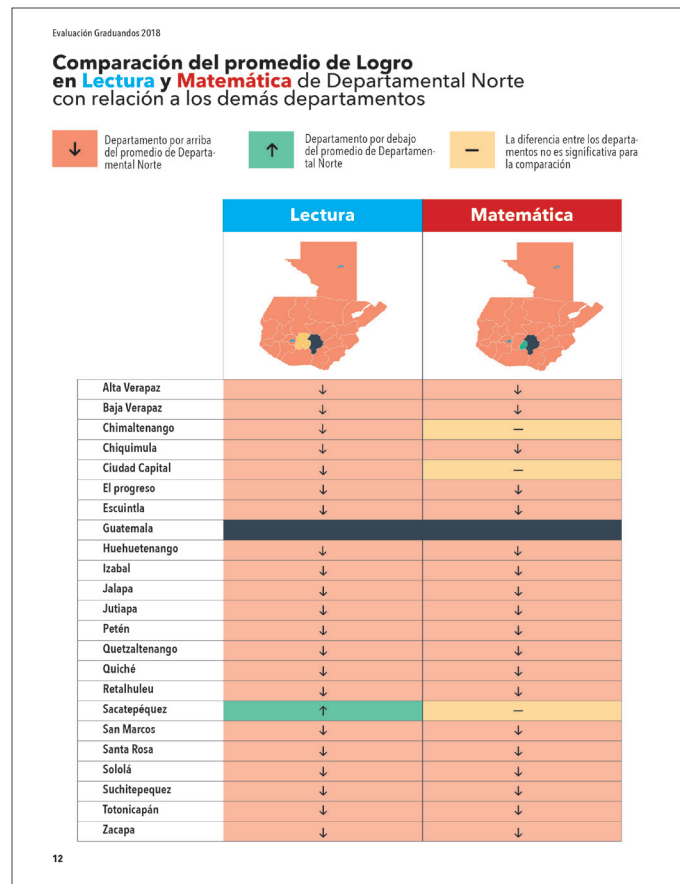 Evaluación Graduandos 2018
Comparación del promedio de Logro
en Lectura y Matemática de Departamental Norte
con relación a los demás departamentos
↓ Departamento por arriba
del promedio de Departa-
mental Norte
↑ Departamento por debajo
del promedio de Departamen-
tal Norte
— La diferencia entre los departa-
mentos no es significativa para
la comparación
Lectura Matemática
Alta Verapaz ↓ ↓
Baja Verapaz ↓ ↓
Chimaltenango ↓ —
Chiquimula ↓ ↓
Ciudad Capital ↓ —
El progreso ↓ ↓
Escuintla ↓ ↓
Guatemala
Huehuetenango ↓ ↓
Izabal ↓ ↓
Jalapa ↓ ↓
Jutiapa ↓ ↓
Petén ↓ ↓
Quetzaltenango ↓ ↓
Quiché ↓ ↓
Retalhuleu ↓ ↓
Sacatepéquez ↑ —
San Marcos ↓ ↓
Santa Rosa ↓ ↓
Sololá ↓ ↓
Suchitepequez ↓ ↓
Totonicapán ↓ ↓
Zacapa ↓ ↓
12